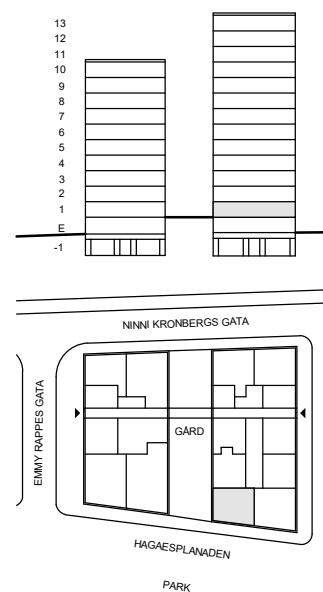 13
12
11
10
9
8
7
6
5
4
3
2
1
E
-1
NINNI KRONBERGS GATA
EMMY RAPPES GATA
GÅRD
HAGAESPLANADEN
PARK